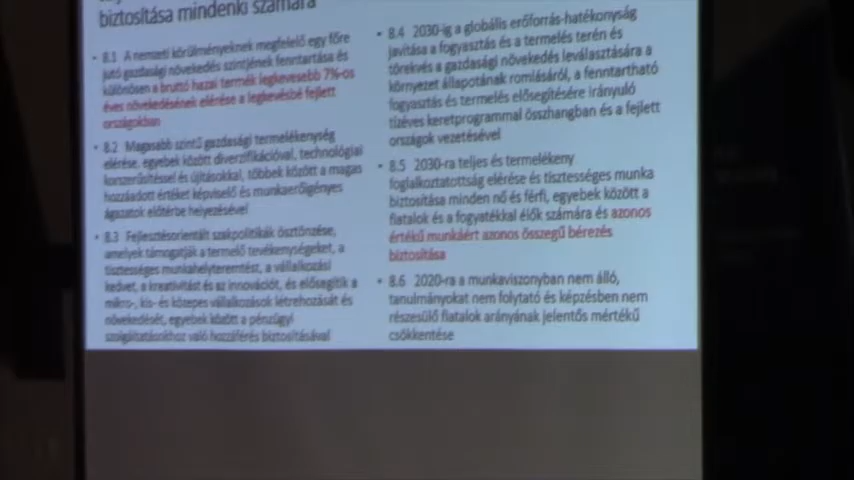 biztosítása mindenki számára
• 8.1 A nemzeti körülményeknek megfelelő egy főre
jutó gazdasági növekedés szintjének fenntartása és
különösen a bruttó hazai termék legkevesebb 7%-os
éves növekedésének elérése a legkevésbé fejlett
országokban
• 8.2 Magasabb szintű gazdasági termelékenység
elérése, egyebek között diverzifikációval, technológiai
korszerűsítéssel és újításokkal, többek között a magas
hozzáadott értéket képviselő és munkaerőigényes
ágazatok előtérbe helyezésével
• 8.3 Fejlesztésorientált szakpolitikák ösztönzése,
amelyek támogatják a termelő tevékenységeket, a
tisztességes munkahelyteremtést, a vállalkozási
kedvet, a kreativitást és az innovációt, és elősegítik a
mikro-, kis- és közepes vállalkozások létrehozását és
növekedését, egyebek között a pénzügyi
szolgáltatásokhoz való hozzáférés biztosításával
• 8.4 2030-ig a globális erőforrás-hatékonyság
javítása a fogyasztás és a termelés terén és
törekvés a gazdasági növekedés leválasztására a
környezet állapotának romlásáról, a fenntartható
fogyasztás és termelés elősegítésére irányuló
tízéves keretprogrammal összhangban és a fejlett
országok vezetésével
• 8.5 2030-ra teljes és termelékeny
foglalkoztatottság elérése és tisztességes munka
biztosítása minden nő és férfi, egyebek között a
fiatalok és a fogyatékkal élők számára és azonos
értékű munkáért azonos összegű bérezés
biztosítása
• 8.6 2020-ra a munkaviszonyban nem álló,
tanulmányokat nem folytató és képzésben nem
részesülő fiatalok arányának jelentős mértékű
csökkentése